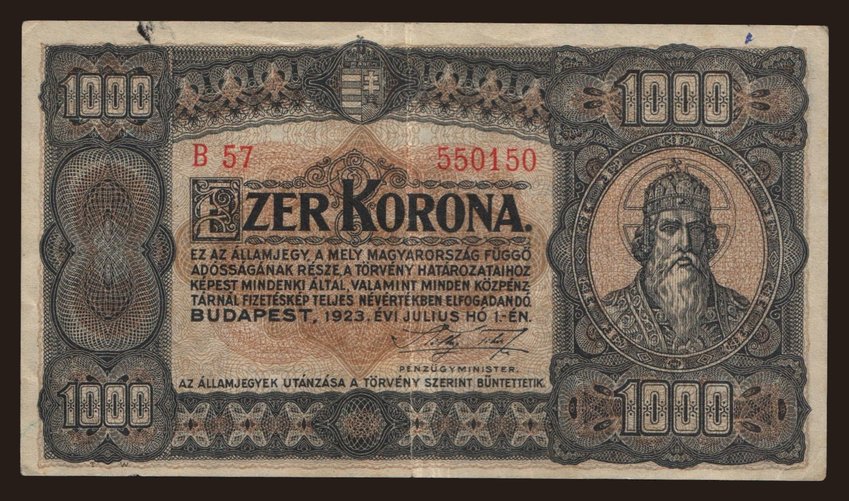 1000
1000
B 57 550150
EZER KORONA.
EZ AZ ÁLLAMJEGY, A MELY MAGYARORSZÁG FÜGGŐ
ADÓSSÁGÁNAK RÉSZE, A TÖRVÉNY HATÁROZATAIHOZ
KÉPEST MINDENKI ÁLTAL, VALAMINT MINDEN KÖZPÉNZ-
TÁRNÁL FIZETÉSKÉP TELJES NÉVÉRTÉKBEN ELFOGADANDÓ.
BUDAPEST, 1923. ÉVI JULIUS HÓ 1.-ÉN.
PENZÜGYMINISTER.
AZ ÁLLAMJEGYEK UTÁNZÁSA A TÖRVÉNY SZERINT BÜNTETTETIK.
1000
1000